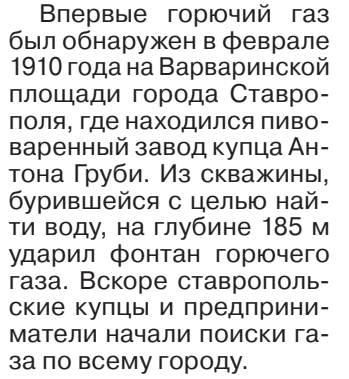 Впервые горючий газ
был обнаружен в феврале
1910 года на Варваринской
площади города Ставро-
поля, где находился пиво-
варенный завод купца Ан-
тона Груби. Из скважины,
бурившейся с целью най-
ти воду, на глубине 185 м
ударил фонтан горючего
газа. Вскоре ставрополь-
ские купцы и предприни-
матели начали поиски га-
за по всему городу.